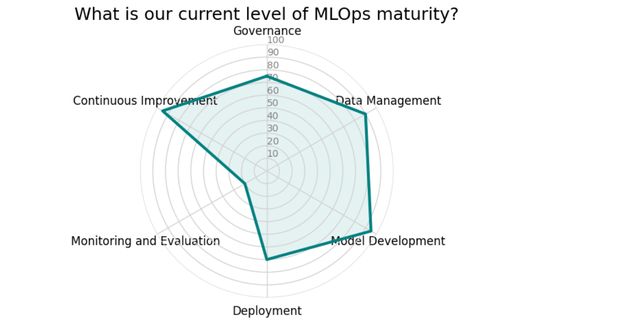 What is our current level of MLOps maturity?
Governance
100
90
80
70
60
50
40
30
20
10
Continuous Improvement
Data Management
Monitoring and Evaluation
Model Development
Deployment